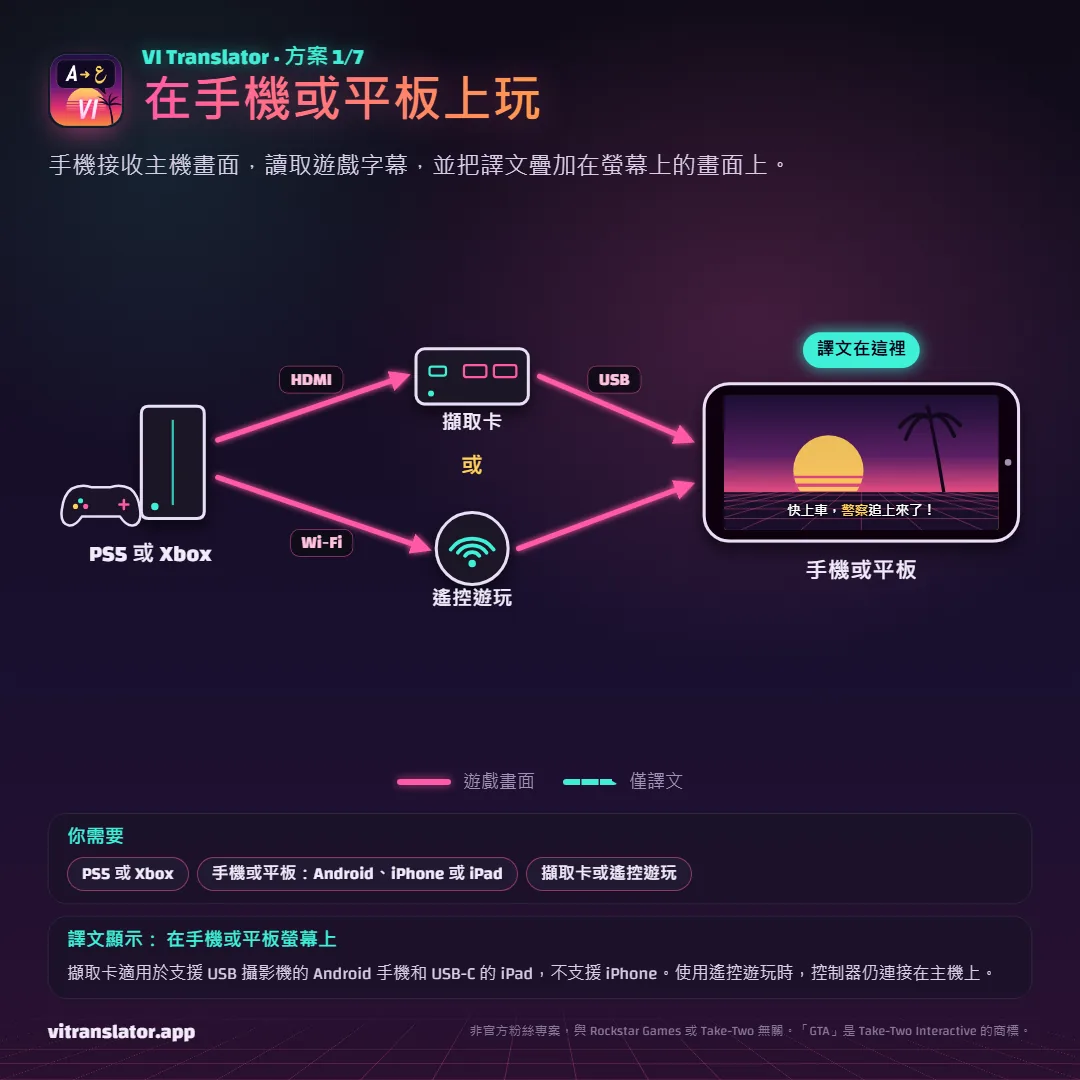 A→ع
VI
VI Translator · 方案 1/7
在手機或平板上玩
手機接收主機畫面，讀取遊戲字幕，並把譯文疊加在螢幕上的畫面上。
譯文在這裡
HDMI
USB
擷取卡
或
快上車，警察追上來了！
Wi-Fi
PS5 或 Xbox
手機或平板
遙控遊玩
遊戲畫面
僅譯文
你需要
PS5 或 Xbox
手機或平板：Android、iPhone 或 iPad
擷取卡或遙控遊玩
譯文顯示： 在手機或平板螢幕上
擷取卡適用於支援 USB 攝影機的 Android 手機和 USB-C 的 iPad，不支援 iPhone。使用遙控遊玩時，控制器仍連接在主機上。
vitranslator.app
非官方粉絲專案，與 Rockstar Games 或 Take-Two 無關。「GTA」是 Take-Two Interactive 的商標。